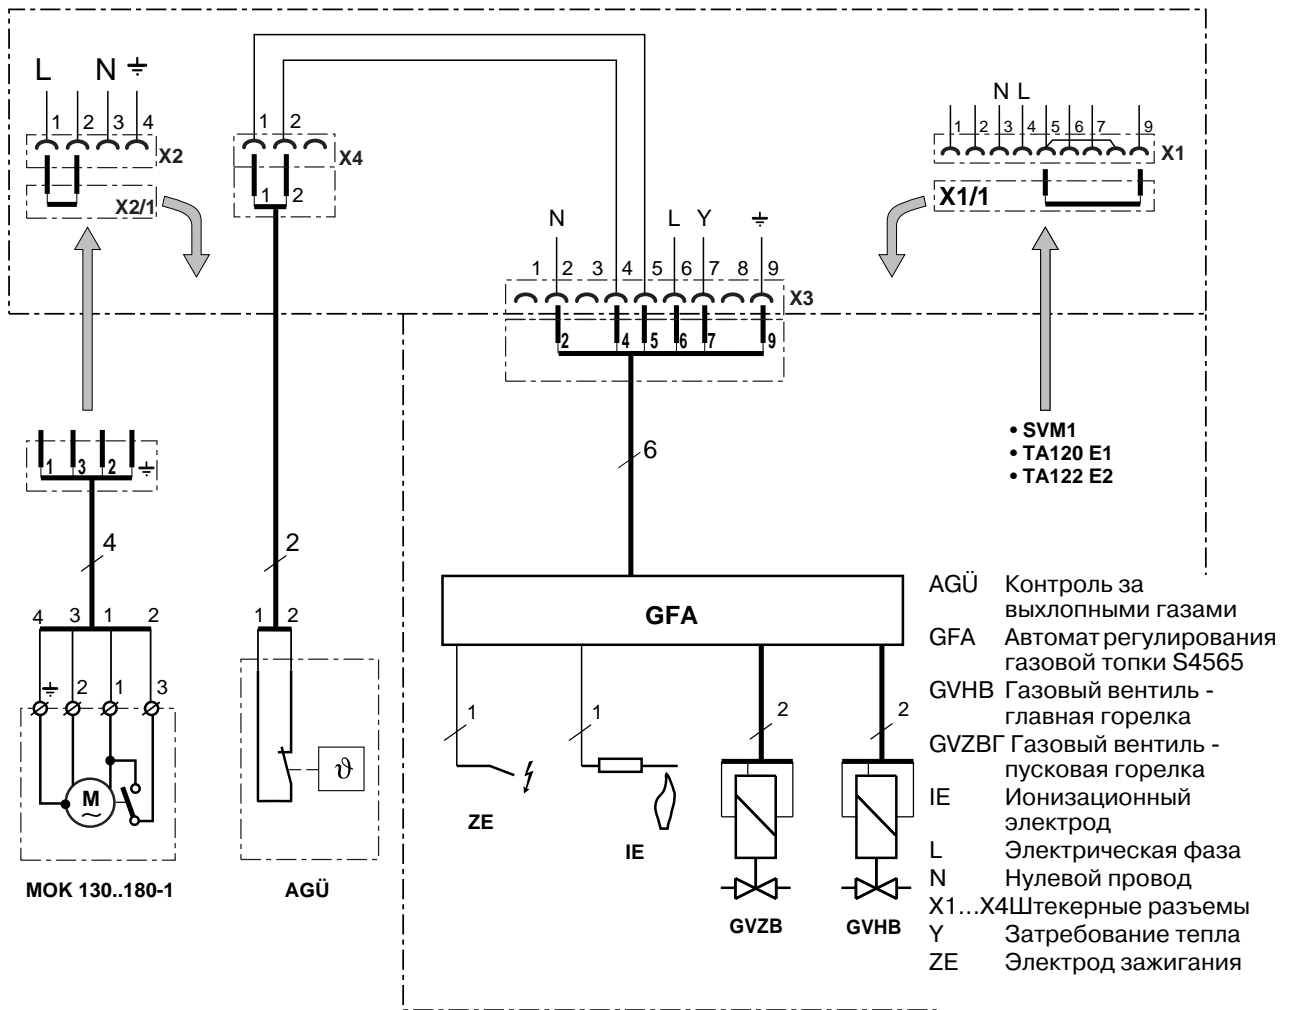 L N
1 2 3 4
X2
X2/1
1 2
X4
1 2
N L
1 2 3 4 5 6 7 9
X1
X1/1
N L Y
1 2 3 4 5 6 7 8 9
X3
2 4 5 6 7 9
• SVM1
• TA120 E1
• TA122 E2
1 3 2
4
2
6
4 3 1 2
2 1 3
M
~
MOK 130..180-1
1 2
ϑ
AGÜ
GFA
1 1 2 2
ZE
IE
GVZB
GVHB
AGÜ Контроль за
выхлопными газами
GFA Автомат регулирования
газовой топки S4565
GVHB Газовый вентиль -
главная горелка
GVZBГ Газовый вентиль -
пусковая горелка
IE Ионизационный
электрод
L Электрическая фаза
N Нулевой провод
X1...X4Штекерные разъемы
Y Затребование тепла
ZE Электрод зажигания